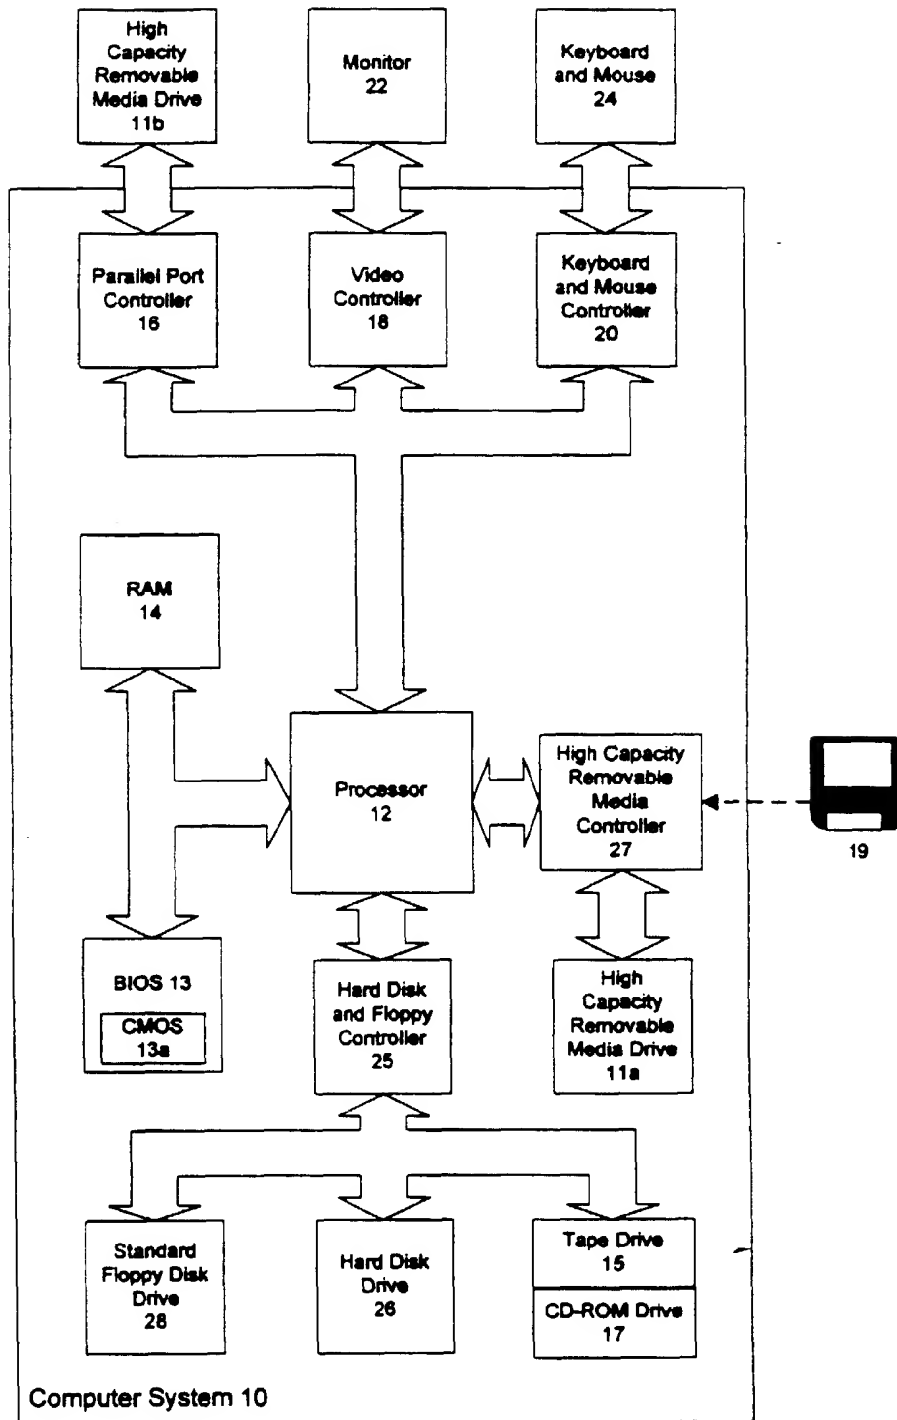 High
Capacity
Removable
Media Drive
11b
Monitor
22
Keyboard
and Mouse
24
Parallel Port
Controller
16
Video
Controller
18
Keyboard
and Mouse
Controller
20
RAM
14
Processor
12
High Capacity
Removable
Media
Controller
27
19
BIOS 13
CMOS
13a
Hard Disk
and Floppy
Controller
25
High
Capacity
Removable
Media Drive
11a
Standard
Floppy Disk
Drive
28
Hard Disk
Drive
26
Tape Drive
15
CD-ROM Drive
17
Computer System 10